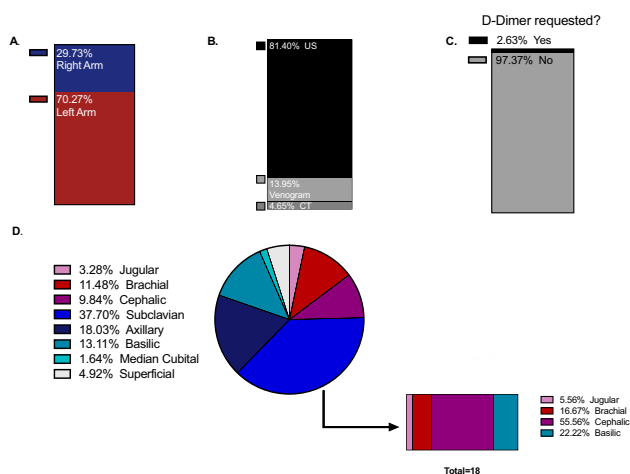 D-Dimer requested?
A.
29.73%
Right Arm
70.27%
Left Arm
B.
81.40% US
13.95%
Venogram
4.65% CT
C.
2.63% Yes
97.37% No
D.
3.28% Jugular
11.48% Brachial
9.84% Cephalic
37.70% Subclavian
18.03% Axillary
13.11% Basilic
1.64% Median Cubital
4.92% Superficial
5.56% Jugular
16.67% Brachial
55.56% Cephalic
22.22% Basilic
Total=18